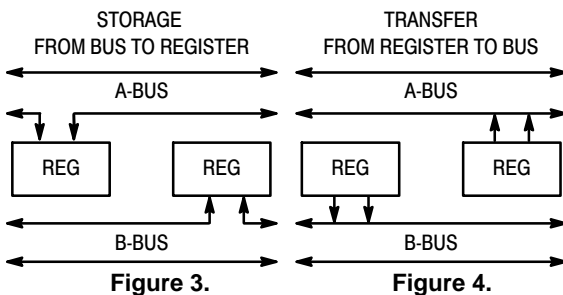 STORAGE
FROM BUS TO REGISTER
A-BUS
REG
REG
B-BUS
Figure 3.
TRANSFER
FROM REGISTER TO BUS
A-BUS
REG
REG
B-BUS
Figure 4.